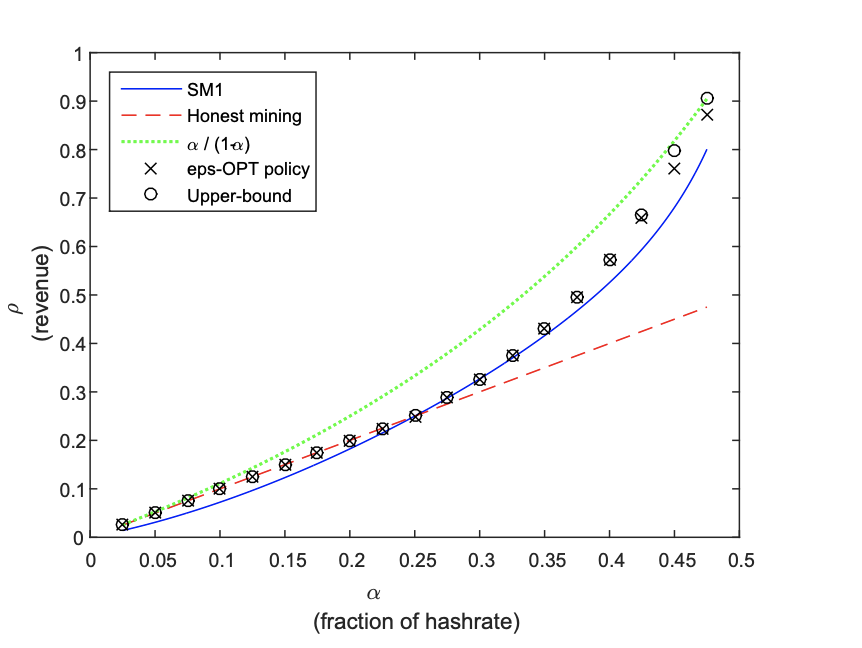 1
0.9
0.8
0.7
0.6
0.5
0.4
0.3
0.2
0.1
0
SM1
Honest mining
α / (1-α)
eps-OPT policy
Upper-bound
ρ
(revenue)
0 0.05 0.1 0.15 0.2 0.25 0.3 0.35 0.4 0.45 0.5
α
(fraction of hashrate)